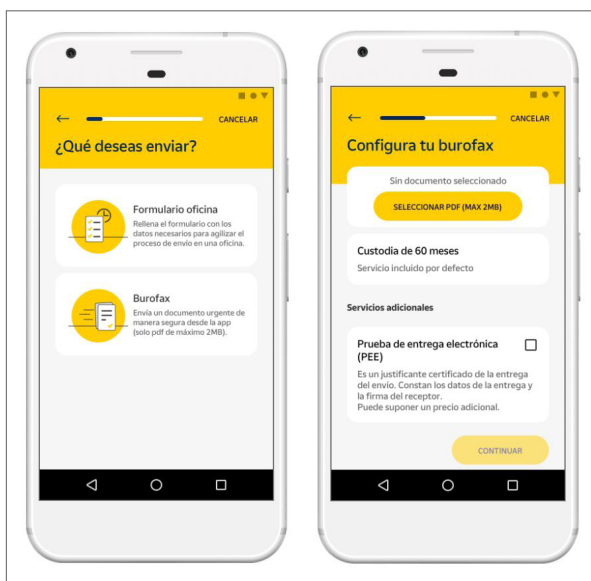 CANCELAR
¿Qué deseas enviar?
Formulario oficina
Rellena el formulario con los
datos necesarios para agilizar el
proceso de envío en una oficina.
Burofax
Envía un documento urgente de
manera segura desde la app
(solo pdf de máximo 2MB).
CANCELAR
Configura tu burofax
Sin documento seleccionado
SELECCIONAR PDF (MAX 2MB)
Custodia de 60 meses
Servicio incluido por defecto
Servicios adicionales
Prueba de entrega electrónica
(PEE)
Es un justificante certificado de la entrega
del envío. Constan los datos de la entrega y
la firma del receptor.
Puede suponer un precio adicional.
CONTINUAR